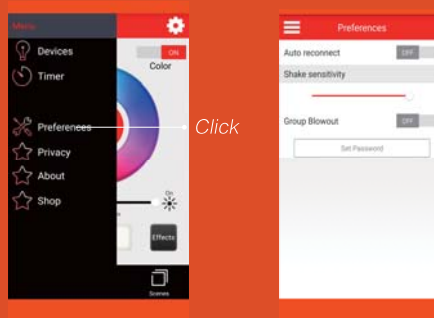 Menu
Devices
Timer
Preferences
Privacy
About
Shop
ON
Color
On
Effects
Scenes
Click
Preferences
Auto reconnect
OFF
Shake sensitivity
Group Blowout
OFF
Set Password